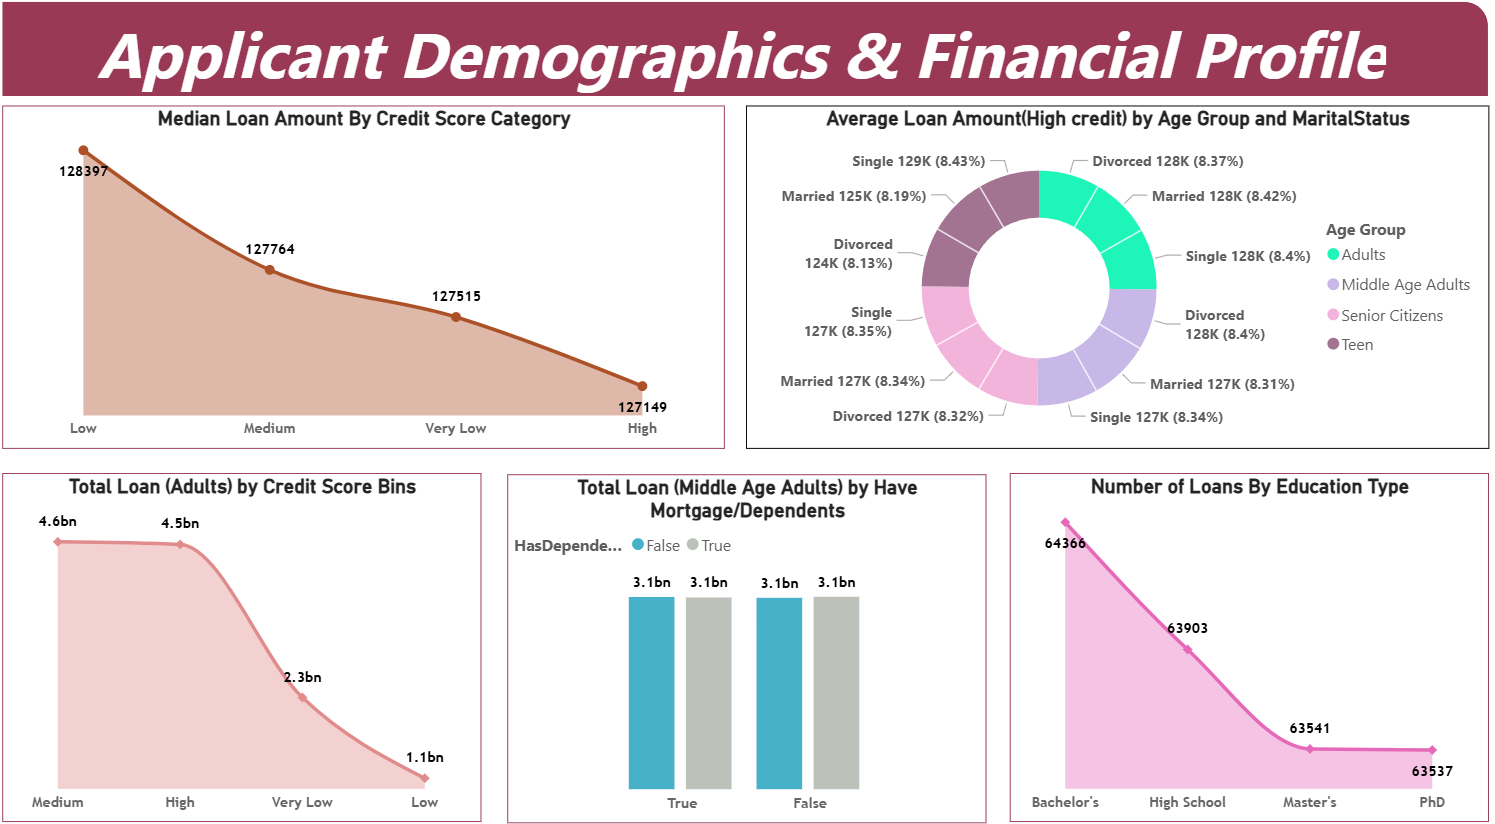 Applicant Demographics & Financial Profile
Median Loan Amount By Credit Score Category
128397
127764
127515
127149
Low
Medium
Very Low
High
Average Loan Amount(High credit) by Age Group and MaritalStatus
Single 129K (8.43%)
Divorced 128K (8.37%)
Married 125K (8.19%)
Married 128K (8.42%)
Divorced
124K (8.13%)
Single 128K (8.4%)
Single
127K (8.35%)
Divorced
128K (8.4%)
Married 127K (8.34%)
Married 127K (8.31%)
Divorced 127K (8.32%)
Single 127K (8.34%)
Age Group
Adults
Middle Age Adults
Senior Citizens
Teen
Total Loan (Adults) by Credit Score Bins
4.6bn
4.5bn
2.3bn
1.1bn
Medium
High
Very Low
Low
Total Loan (Middle Age Adults) by Have
Mortgage/Dependents
HasDepende...
False
True
3.1bn
3.1bn
3.1bn
3.1bn
True
False
Number of Loans By Education Type
64366
63903
63541
63537
Bachelor's
High School
Master's
PhD